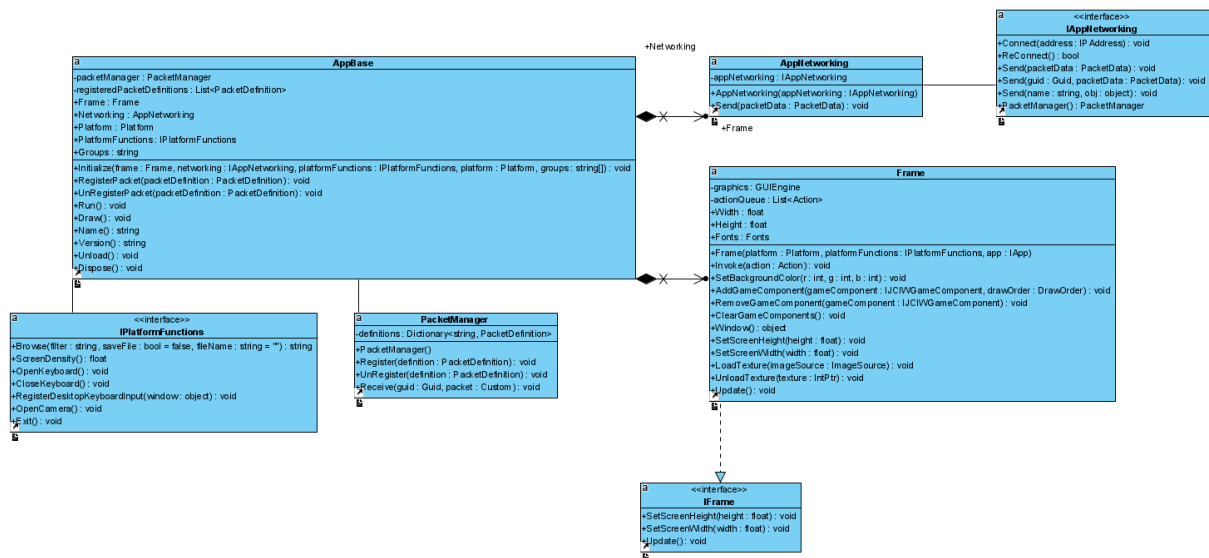 a
AppBase
-packetManager : PacketManager
-registeredPacketDefinitions : List<PacketDefinition>
+Frame : Frame
+Networking : AppNetworking
+Platform : Platform
+PlatformFunctions : IPlatformFunctions
+Groups : string
+Initialize(frame : Frame, networking : IAppNetworking, platformFunctions : IPlatformFunctions, platform : Platform, groups : string[]) : void
+RegisterPacket(packetDefinition : PacketDefinition) : void
+UnRegisterPacket(packetDefinition : PacketDefinition) : void
+Run() : void
+Draw() : void
+Name() : string
+Version() : string
+Unload() : void
+Dispose() : void
+Networking
a
AppNetworking
-appNetworking : IAppNetworking
+AppNetworking(appNetworking : IAppNetworking)
+Send(packetData : PacketData) : void
+Frame
a
<<interface>>
IAppNetworking
+Connect(address : IPAddress) : void
+ReConnect() : bool
+Send(packetData : PacketData) : void
+Send(guid : Guid, packetData : PacketData) : void
+Send(name : string, obj : object) : void
+PacketManager() : PacketManager
a
Frame
-graphics : GUIEngine
-actionQueue : List<Action>
+Width : float
+Height : float
+Fonts : Fonts
+Frame(platform : Platform, platformFunctions : IPlatformFunctions, app : IApp)
+Invoke(action : Action) : void
+SetBackgroundColor(r : int, g : int, b : int) : void
+AddGameComponent(gameComponent : IJCIWGameComponent, drawOrder : DrawOrder) : void
+RemoveGameComponent(gameComponent : IJCIWGameComponent) : void
+ClearGameComponents() : void
+Window() : object
+SetScreenHeight(height : float) : void
+SetScreenWidth(width : float) : void
+LoadTexture(imageSource : ImageSource) : void
+UnloadTexture(texture : IntPtr) : void
+Update() : void
a
<<interface>>
IPlatformFunctions
+Browse(filter : string, saveFile : bool = false, fileName : string = "") : string
+ScreenDensity() : float
+OpenKeyboard() : void
+CloseKeyboard() : void
+RegisterDesktopKeyboardInput(window : object) : void
+OpenCamera() : void
+Exit() : void
a
PacketManager
-definitions : Dictionary<string, PacketDefinition>
+PacketManager()
+Register(definition : PacketDefinition) : void
+UnRegister(definition : PacketDefinition) : void
+Receive(guid : Guid, packet : Custom) : void
a
<<interface>>
IFrame
+SetScreenHeight(height : float) : void
+SetScreenWidth(width : float) : void
+Update() : void